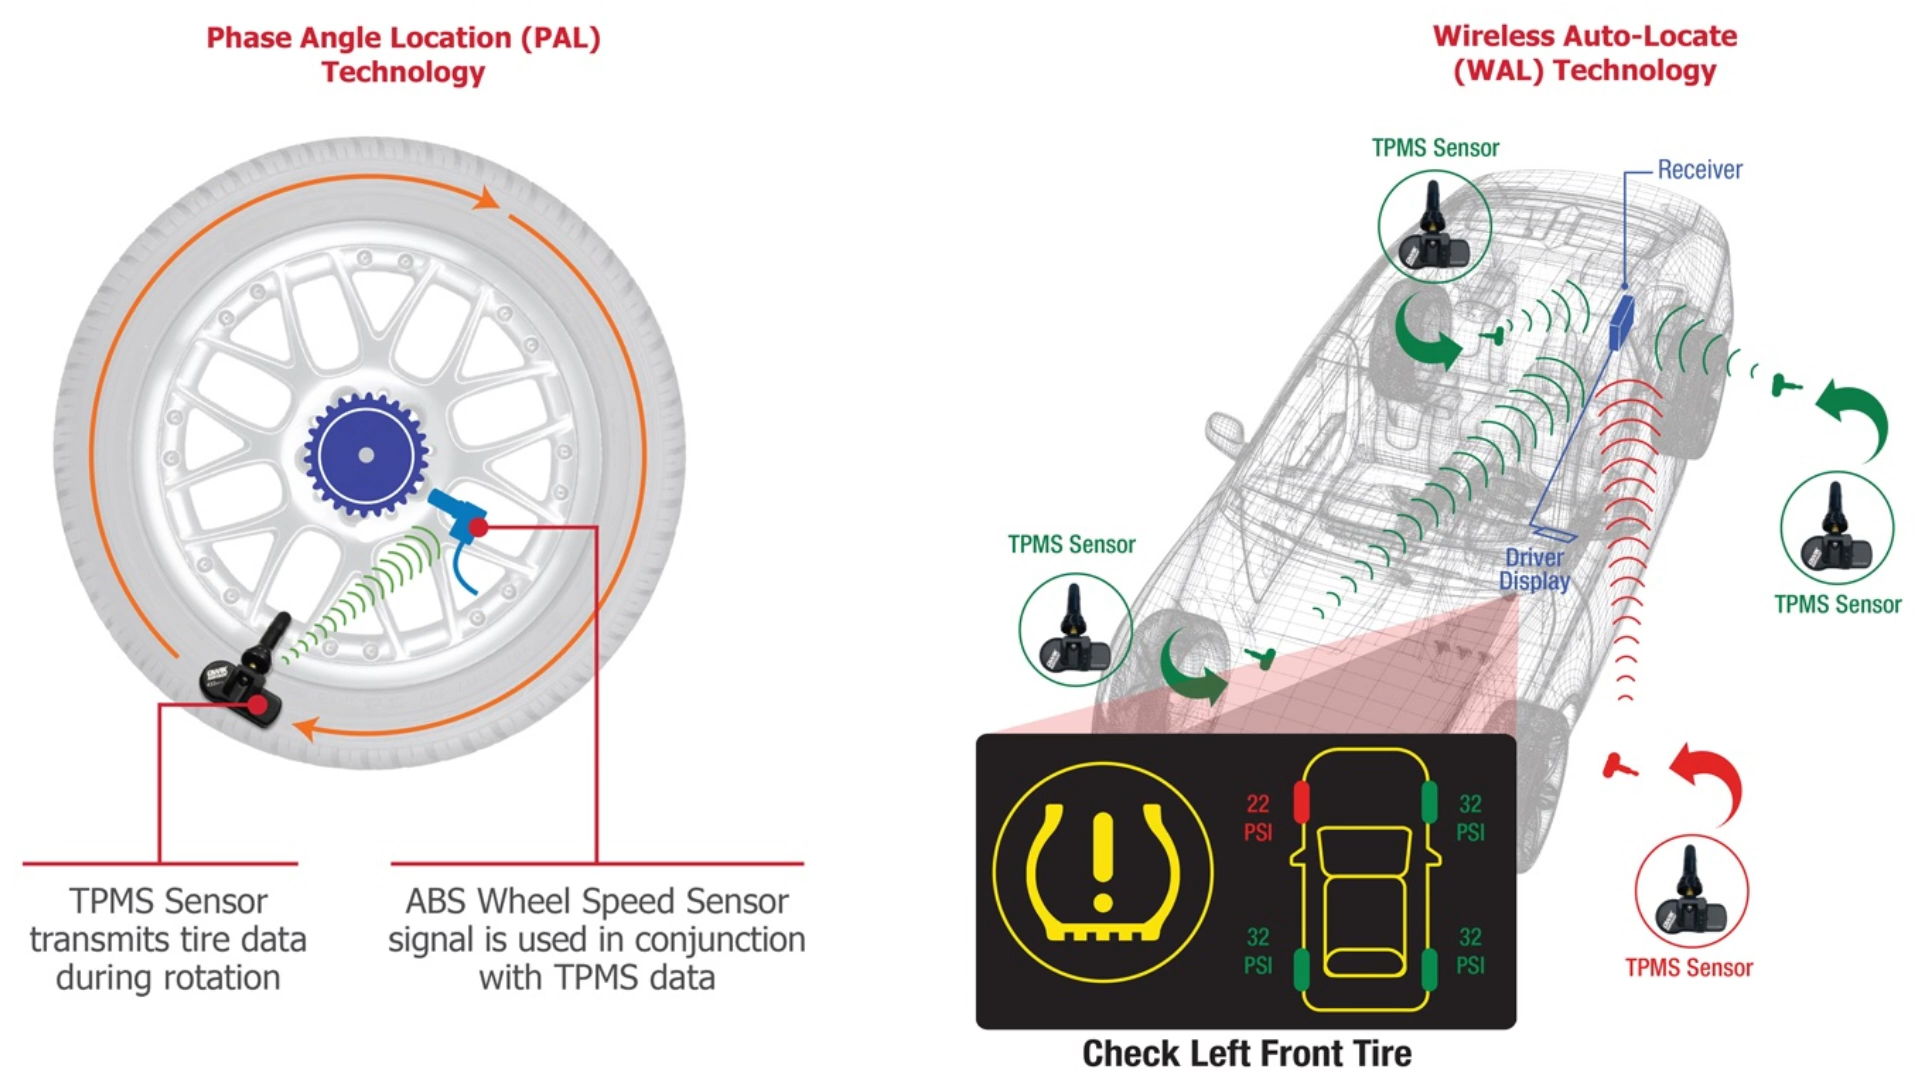 Phase Angle Location (PAL)
Technology
TPMS Sensor
transmits tire data
during rotation
ABS Wheel Speed Sensor
signal is used in conjunction
with TPMS data
Wireless Auto-Locate
(WAL) Technology
TPMS Sensor
Receiver
TPMS Sensor
Driver
Display
TPMS Sensor
22
PSI
32
PSI
32
PSI
32
PSI
TPMS Sensor
Check Left Front Tire